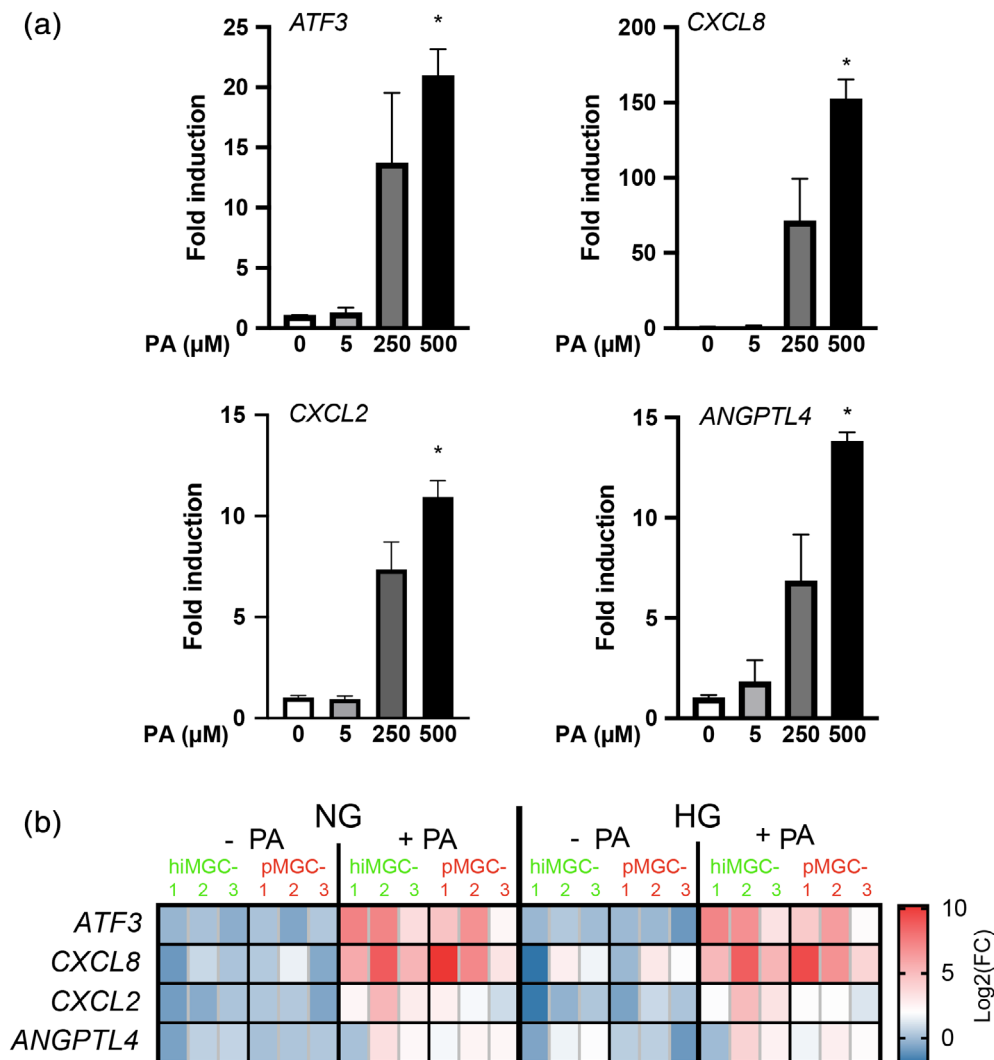 (a)
ATF3
25
20
15
10
5
0
Fold induction
*
PA (µM) 0 5 250 500
CXCL8
200
150
100
50
0
Fold induction
*
PA (µM) 0 5 250 500
CXCL2
15
10
5
0
Fold induction
*
PA (µM) 0 5 250 500
ANGPTL4
15
10
5
0
Fold induction
*
PA (µM) 0 5 250 500
(b)
NG HG
- PA + PA - PA + PA
hiMGC- pMGC- hiMGC- pMGC- hiMGC- pMGC- hiMGC- pMGC-
1 2 3 1 2 3 1 2 3 1 2 3 1 2 3 1 2 3 1 2 3 1 2 3
ATF3
CXCL8
CXCL2
ANGPTL4
10
5
0
Log2(FC)